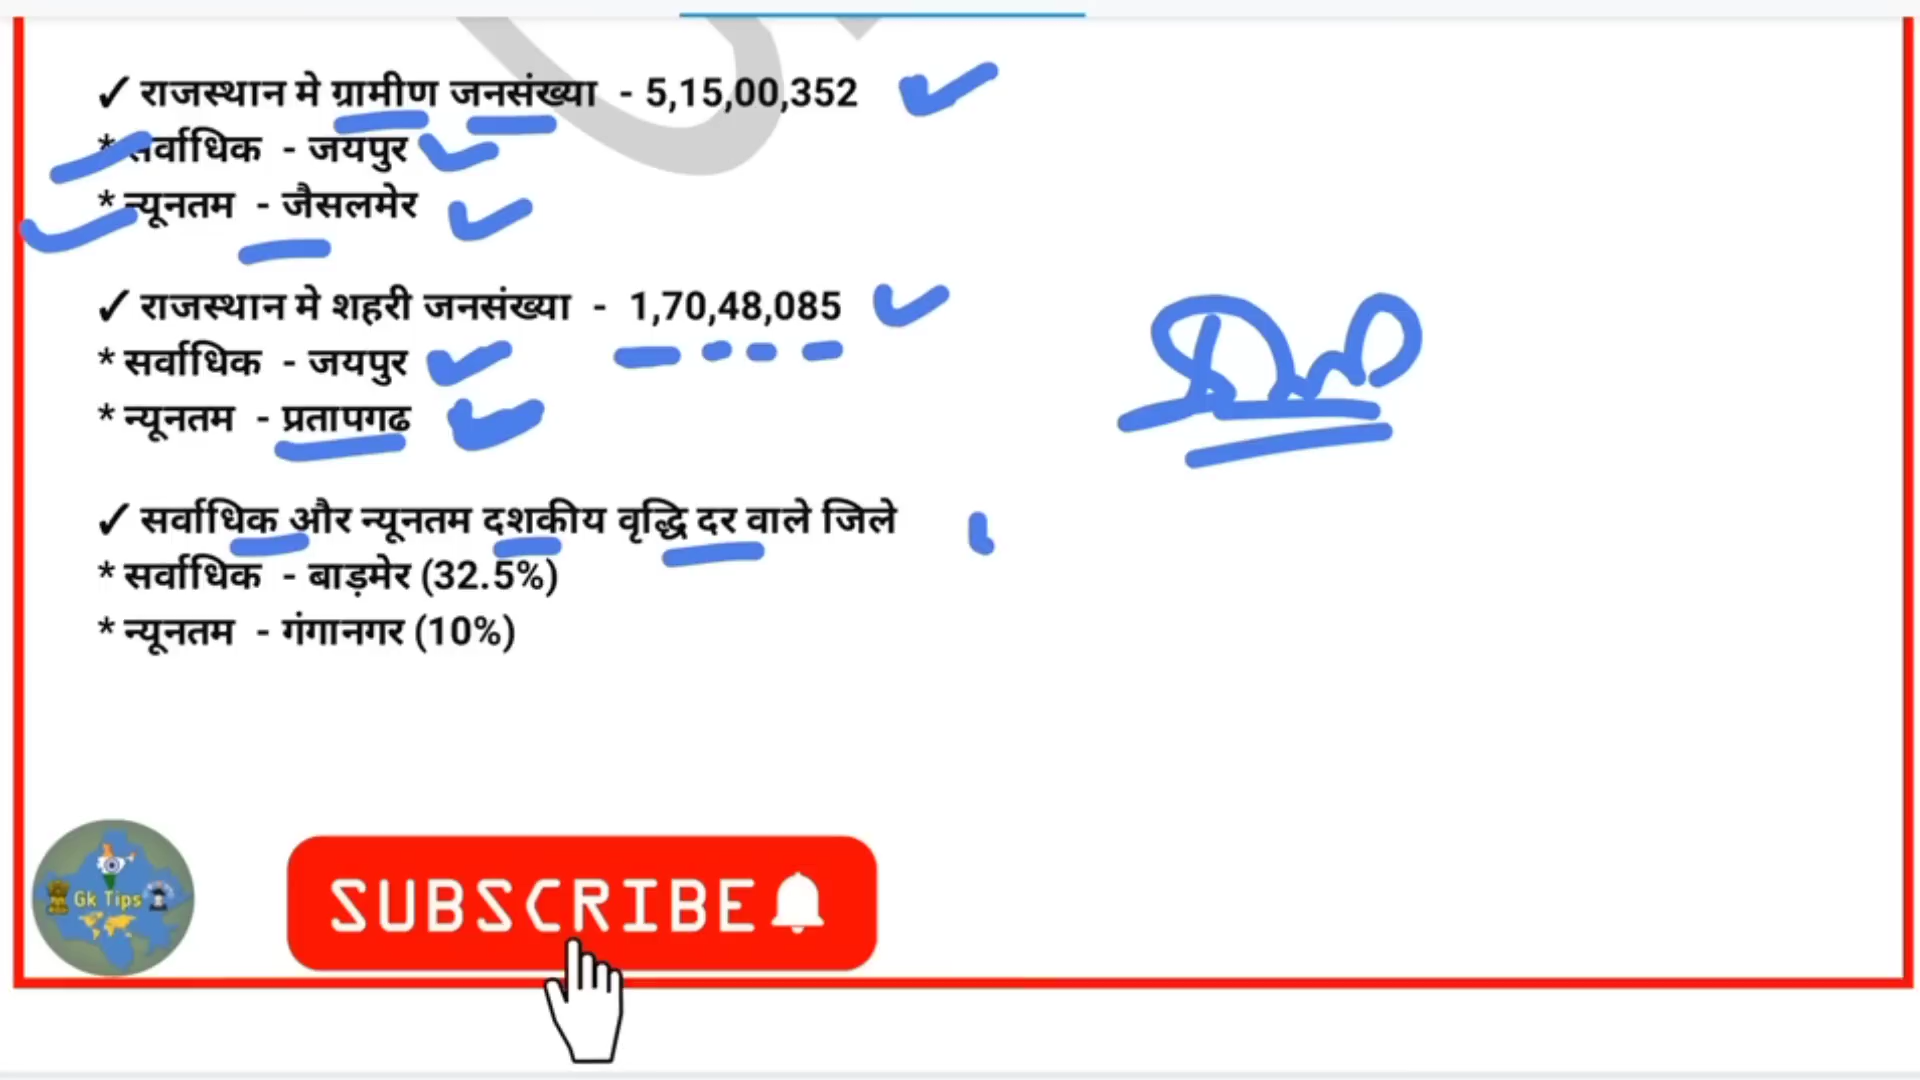 ✓ राजस्थान मे ग्रामीण जनसंख्या - 5,15,00,352
* सर्वाधिक - जयपुर
* न्यूनतम - जैसलमेर
✓ राजस्थान मे शहरी जनसंख्या - 1,70,48,085
* सर्वाधिक - जयपुर
* न्यूनतम - प्रतापगढ
✓ सर्वाधिक और न्यूनतम दशकीय वृद्धि दर वाले जिले
* सर्वाधिक - बाड़मेर (32.5%)
* न्यूनतम - गंगानगर (10%)
Gk Tips
SUBSCRIBE